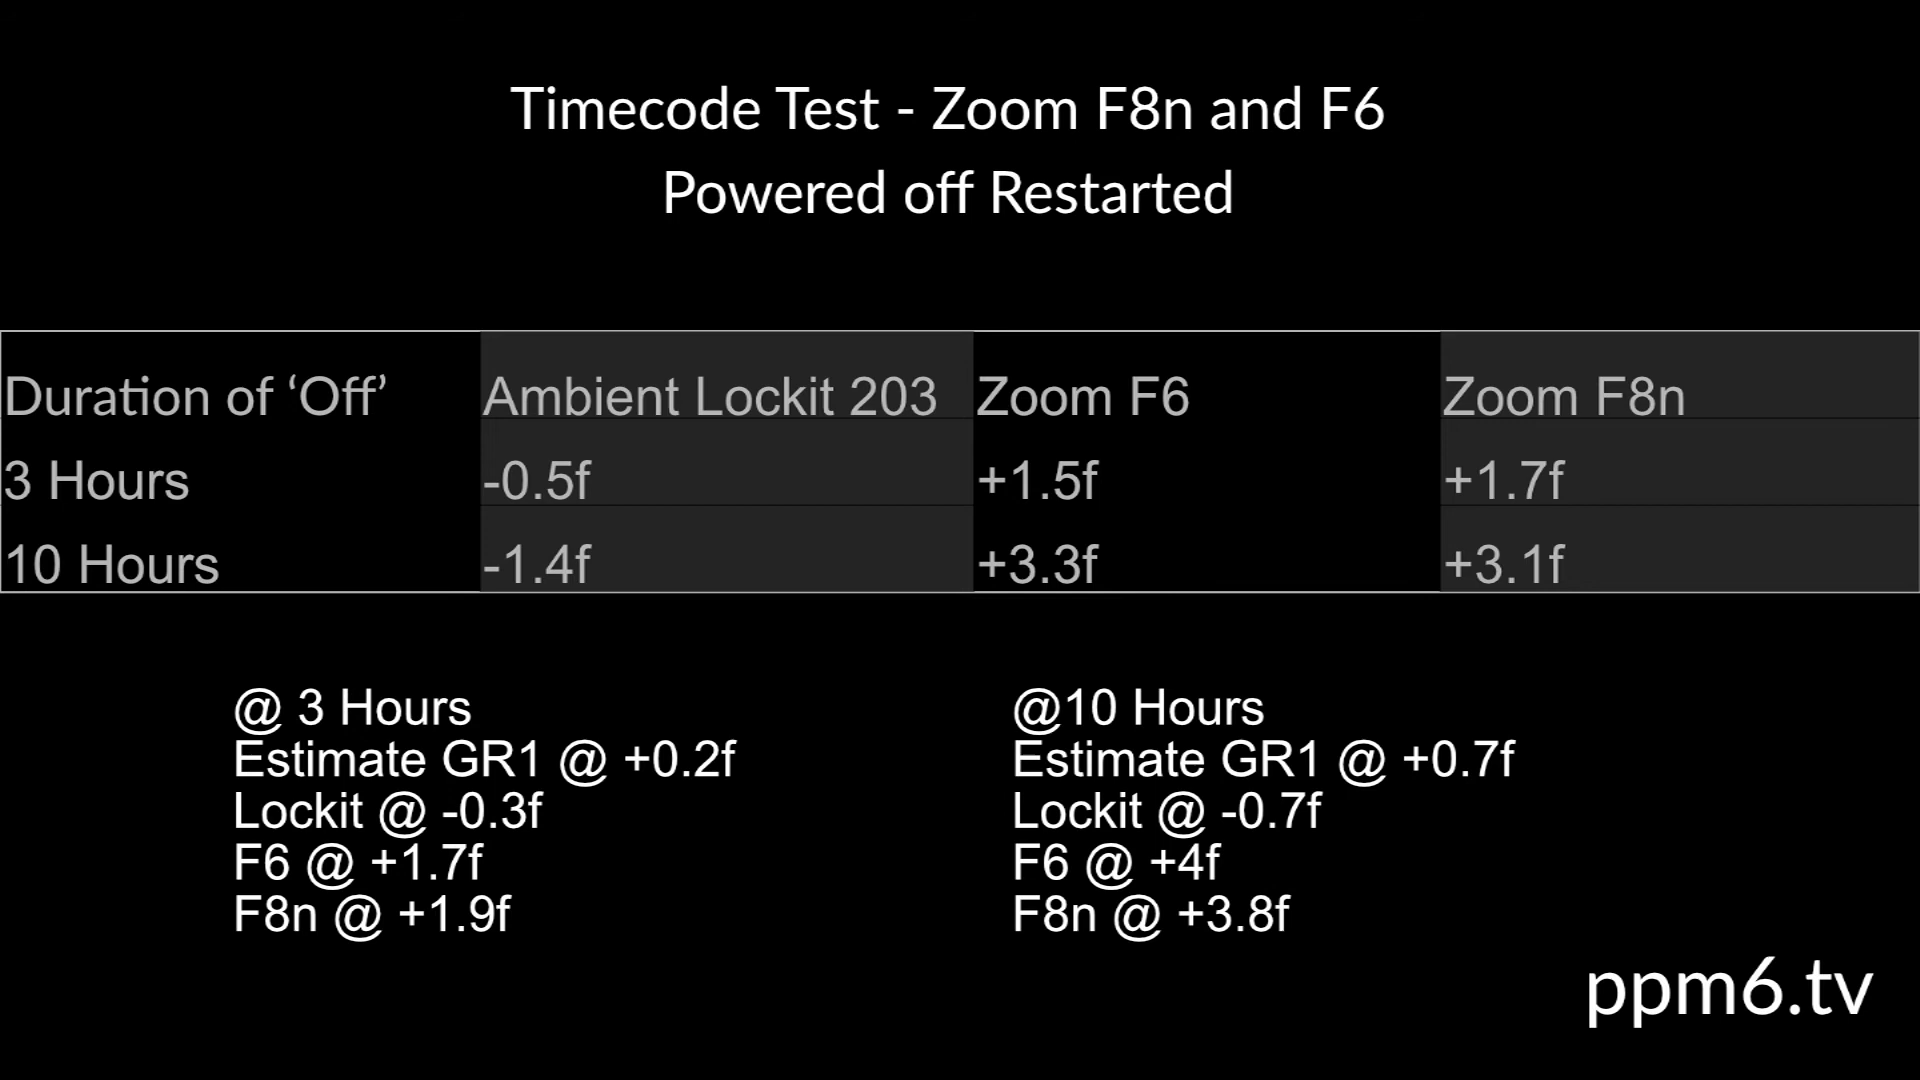 Timecode Test - Zoom F8n and F6
Powered off Restarted
Duration of ‘Off’ Ambient Lockit 203 Zoom F6 Zoom F8n
3 Hours -0.5f +1.5f +1.7f
10 Hours -1.4f +3.3f +3.1f
@ 3 Hours
Estimate GR1 @ +0.2f
Lockit @ -0.3f
F6 @ +1.7f
F8n @ +1.9f
@10 Hours
Estimate GR1 @ +0.7f
Lockit @ -0.7f
F6 @ +4f
F8n @ +3.8f
ppm6.tv